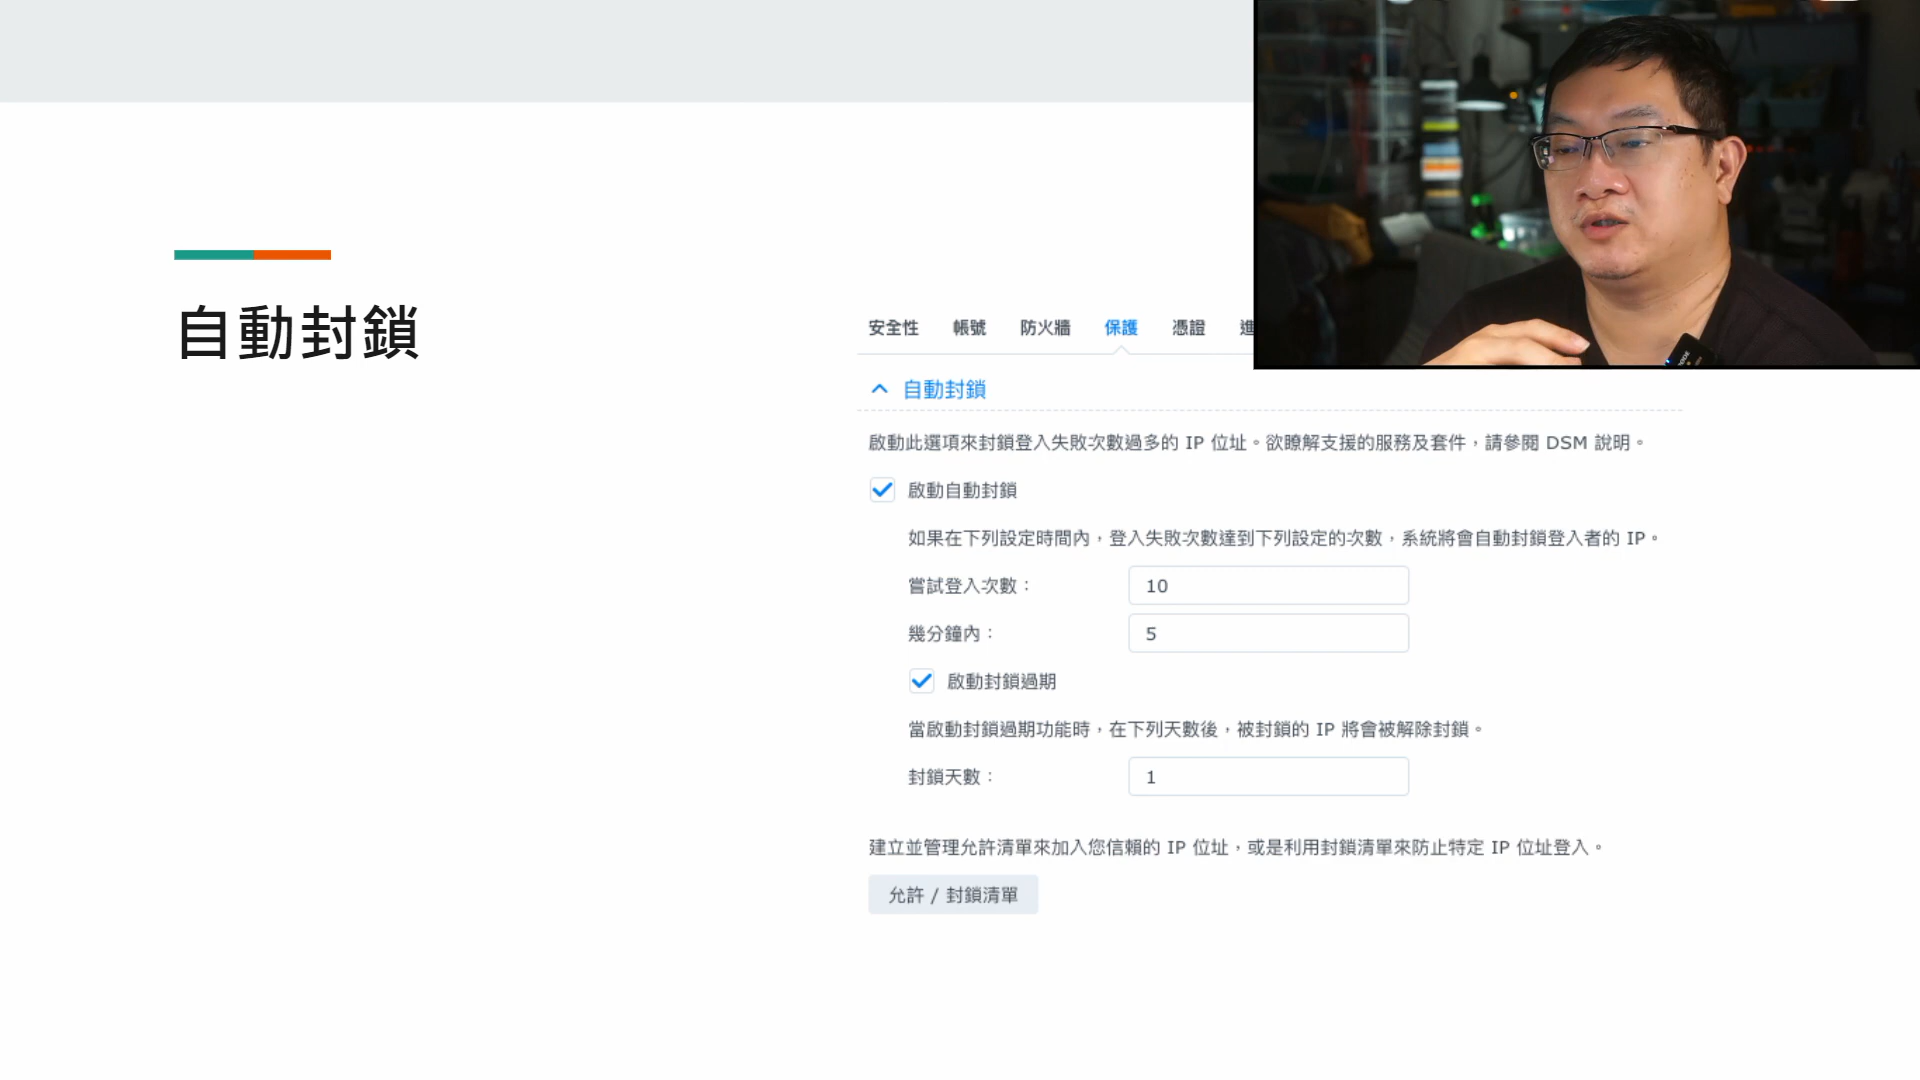 自動封鎖
安全性 帳號 防火牆 保護 憑證 進
自動封鎖
啟動此選項來封鎖登入失敗次數過多的 IP 位址。欲瞭解支援的服務及套件，請參閱 DSM 說明。
啟動自動封鎖
如果在下列設定時間內，登入失敗次數達到下列設定的次數，系統將會自動封鎖登入者的 IP。
嘗試登入次數： 10
幾分鐘內： 5
啟動封鎖過期
當啟動封鎖過期功能時，在下列天數後，被封鎖的 IP 將會被解除封鎖。
封鎖天數： 1
建立並管理允許清單來加入您信賴的 IP 位址，或是利用封鎖清單來防止特定 IP 位址登入。
允許 / 封鎖清單